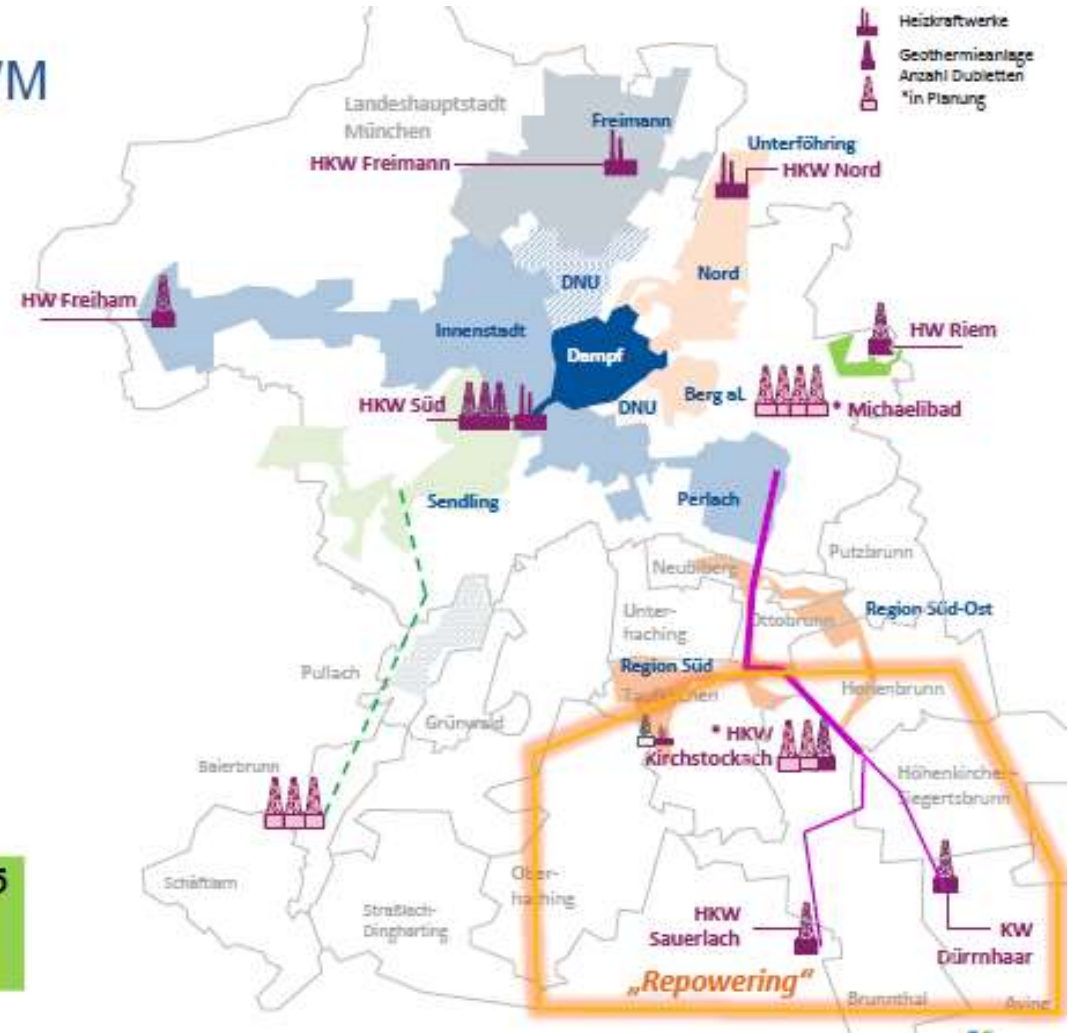 VM
Heizkraftwerke
Geothermieanlage
Anzahl Dubletten
*in Planung
Landeshauptstadt
München
Freimann
HKW Freimann
Unterföhring
HKW Nord
DNU
Nord
HW Freiham
Innenstadt
Dampf
HW Riem
HKW Süd
DNU
Berg aL
* Michaelibad
Sendling
Perlach
Putzbrunn
Neubiberg
Unter-
haching
Ottobrunn
Region Süd-Ost
Pullach
Region Süd
Taufkirchen
Hohenbrunn
Grünwald
* HKW
Kirchstockach
Baierbrunn
Höhenkirchen-
Siegertsbrunn
5
Schäftlarn
Ober-
haching
Straßlach-
Dingharting
HKW
Sauerlach
KW
Dürrnhaar
„Repowering“
Brunnthal
Aying